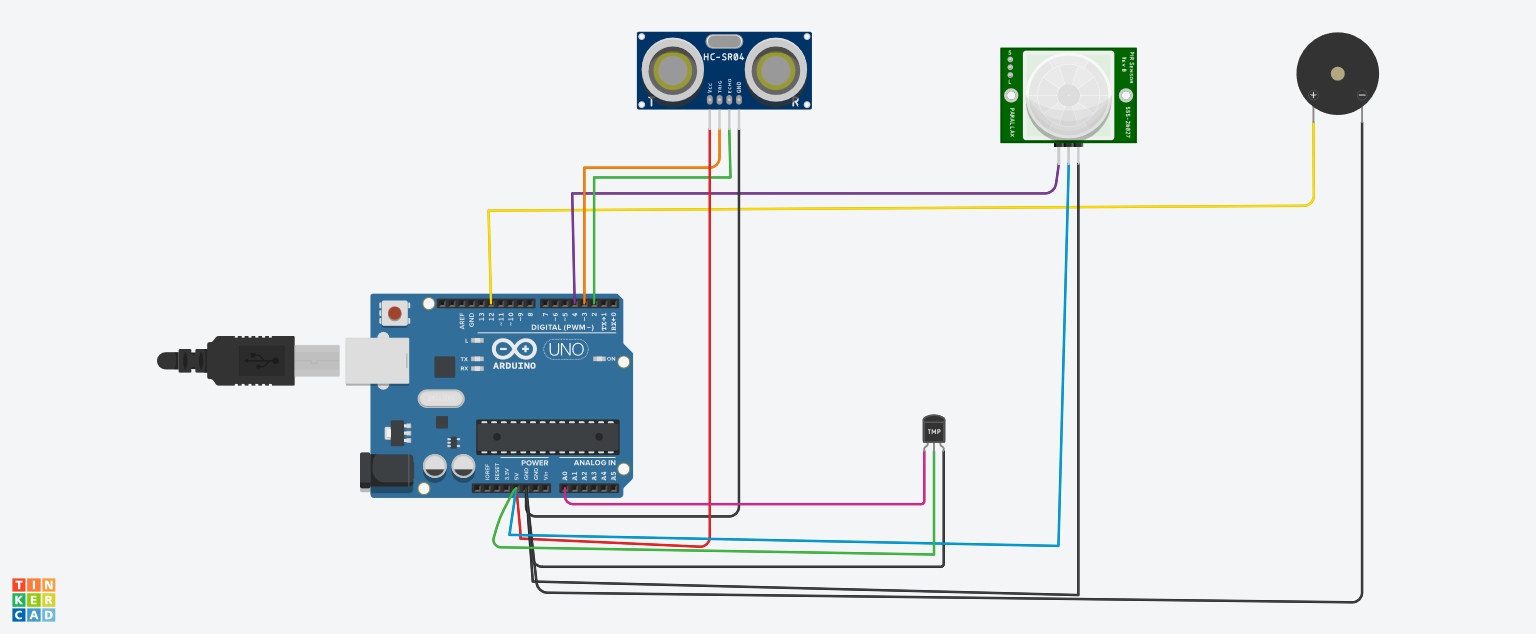 HC-SR04
Vcc
TRIG
ECHO
GND
T
R
S
L
PIR Sensor
Rev B
PARALLAX
555-28027
+
−
AREF
GND
13
12
~11
~10
~9
8
7
~6
~5
4
~3
2
TX→1
RX←0
DIGITAL (PWM~)
L
TX
RX
UNO
ON
ARDUINO
TMP
POWER
ANALOG IN
IOREF
RESET
3.3V
5V
GND
GND
Vin
A0
A1
A2
A3
A4
A5
TIN
KER
CAD